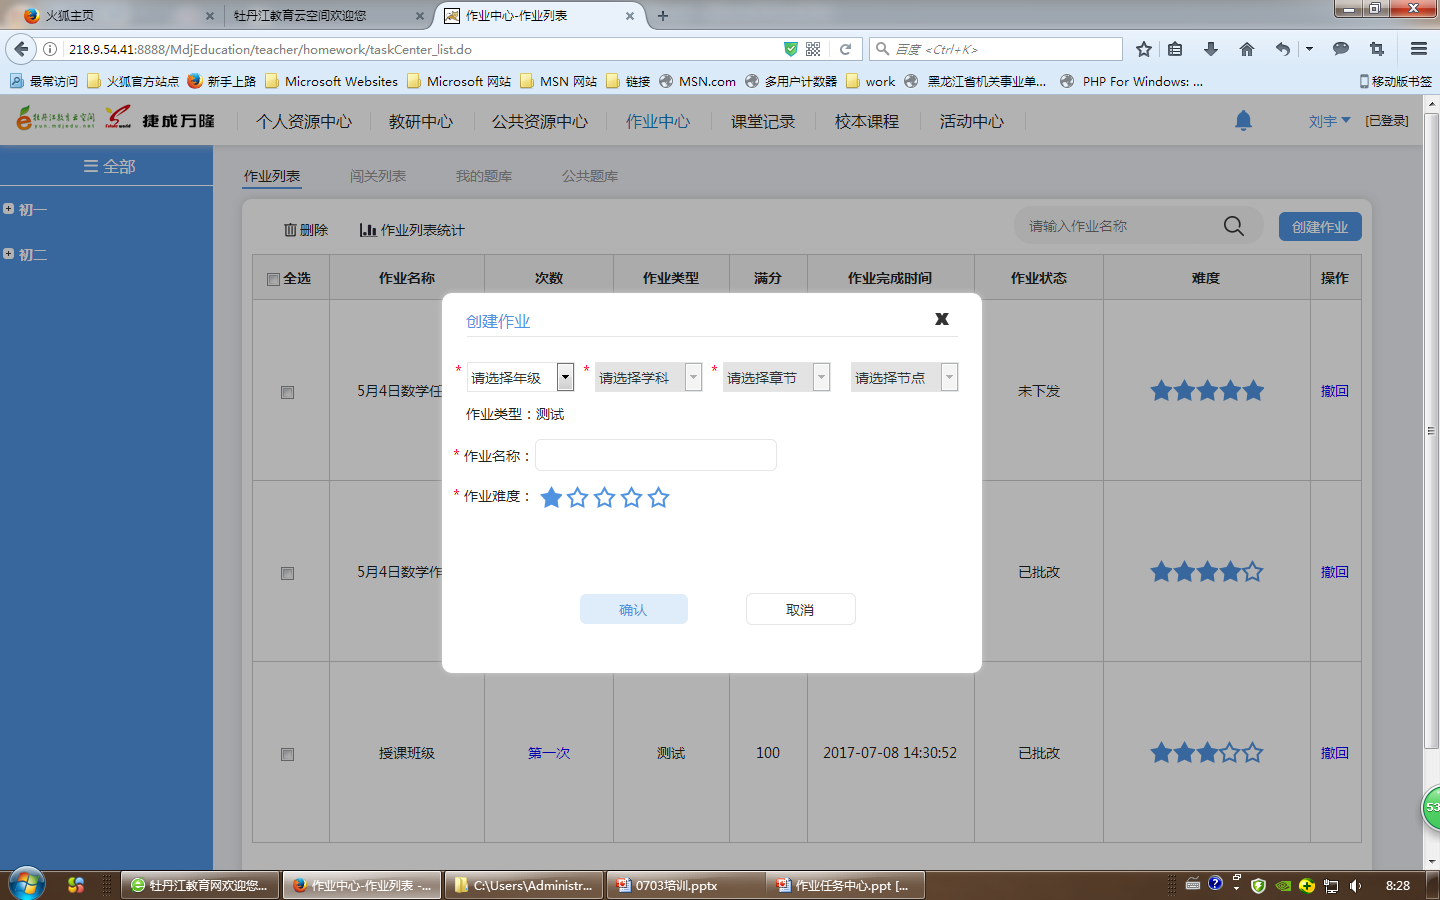 火狐主页
牡丹江教育云空间欢迎您
作业中心-作业列表
218.9.54.41:8888/MdjEducation/teacher/homework/taskCenter_list.do
百度 <Ctrl+K>
最常访问
火狐官方站点
新手上路
Microsoft Websites
Microsoft 网站
MSN 网站
链接
MSN.com
多用户计数器
work
黑龙江省机关事业单...
PHP For Windows: ...
移动版书签
牡丹江教育云空间
yun.mdjedu.net
捷成万隆
个人资源中心
教研中心
公共资源中心
作业中心
课堂记录
校本课程
活动中心
刘宇
[已登录]
全部
初一
初二
作业列表
闯关列表
我的题库
公共题库
删除
作业列表统计
请输入作业名称
创建作业
全选
作业名称
次数
作业类型
满分
作业完成时间
作业状态
难度
操作
5月4日数学任
未下发
撤回
5月4日数学作
已批改
撤回
授课班级
第一次
测试
100
2017-07-08 14:30:52
已批改
撤回
创建作业
X
* 请选择年级
* 请选择学科
* 请选择章节
请选择节点
作业类型：测试
* 作业名称：
* 作业难度：
确认
取消
53
牡丹江教育网欢迎您...
作业中心-作业列表 -...
C:\Users\Administr...
0703培训.pptx
作业任务中心.ppt [...
8:28